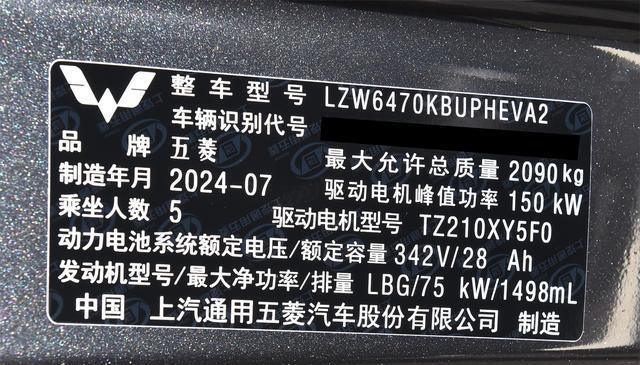 整车型号 LZW6470KBUPHEVA2
车辆识别代号
品牌 五菱 最大允许总质量 2090kg
制造年月 2024-07 驱动电机峰值功率 150 kW
乘坐人数 5 驱动电机型号 TZ210XY5F0
动力电池系统额定电压/额定容量 342V/28 Ah
发动机型号/最大净功率/排量 LBG/75 kW/1498mL
中国 上汽通用五菱汽车股份有限公司 制造